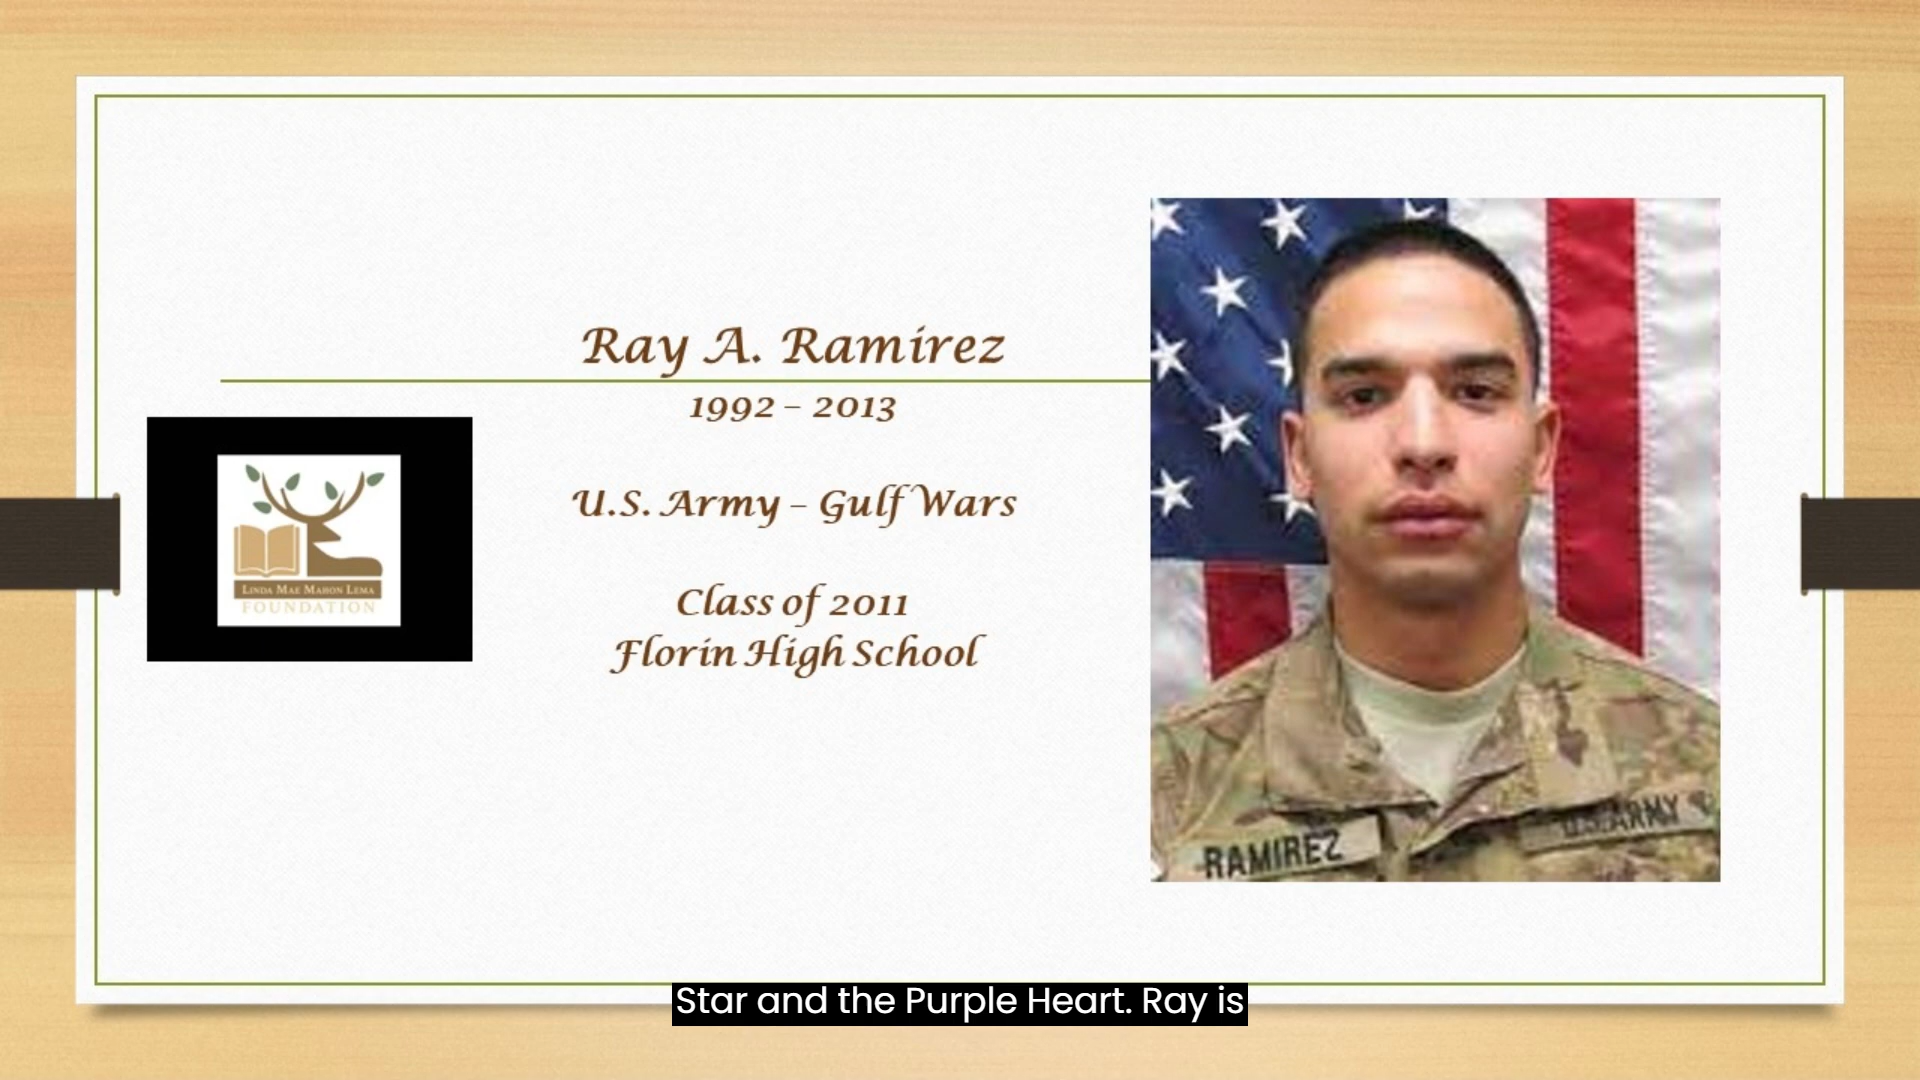 Ray A. Ramirez
1992 – 2013
U.S. Army – Gulf Wars
Class of 2011
Florin High School
LINDA MAE MAHON LEMA
FOUNDATION
RAMIREZ
U.S. ARMY
Star and the Purple Heart. Ray is